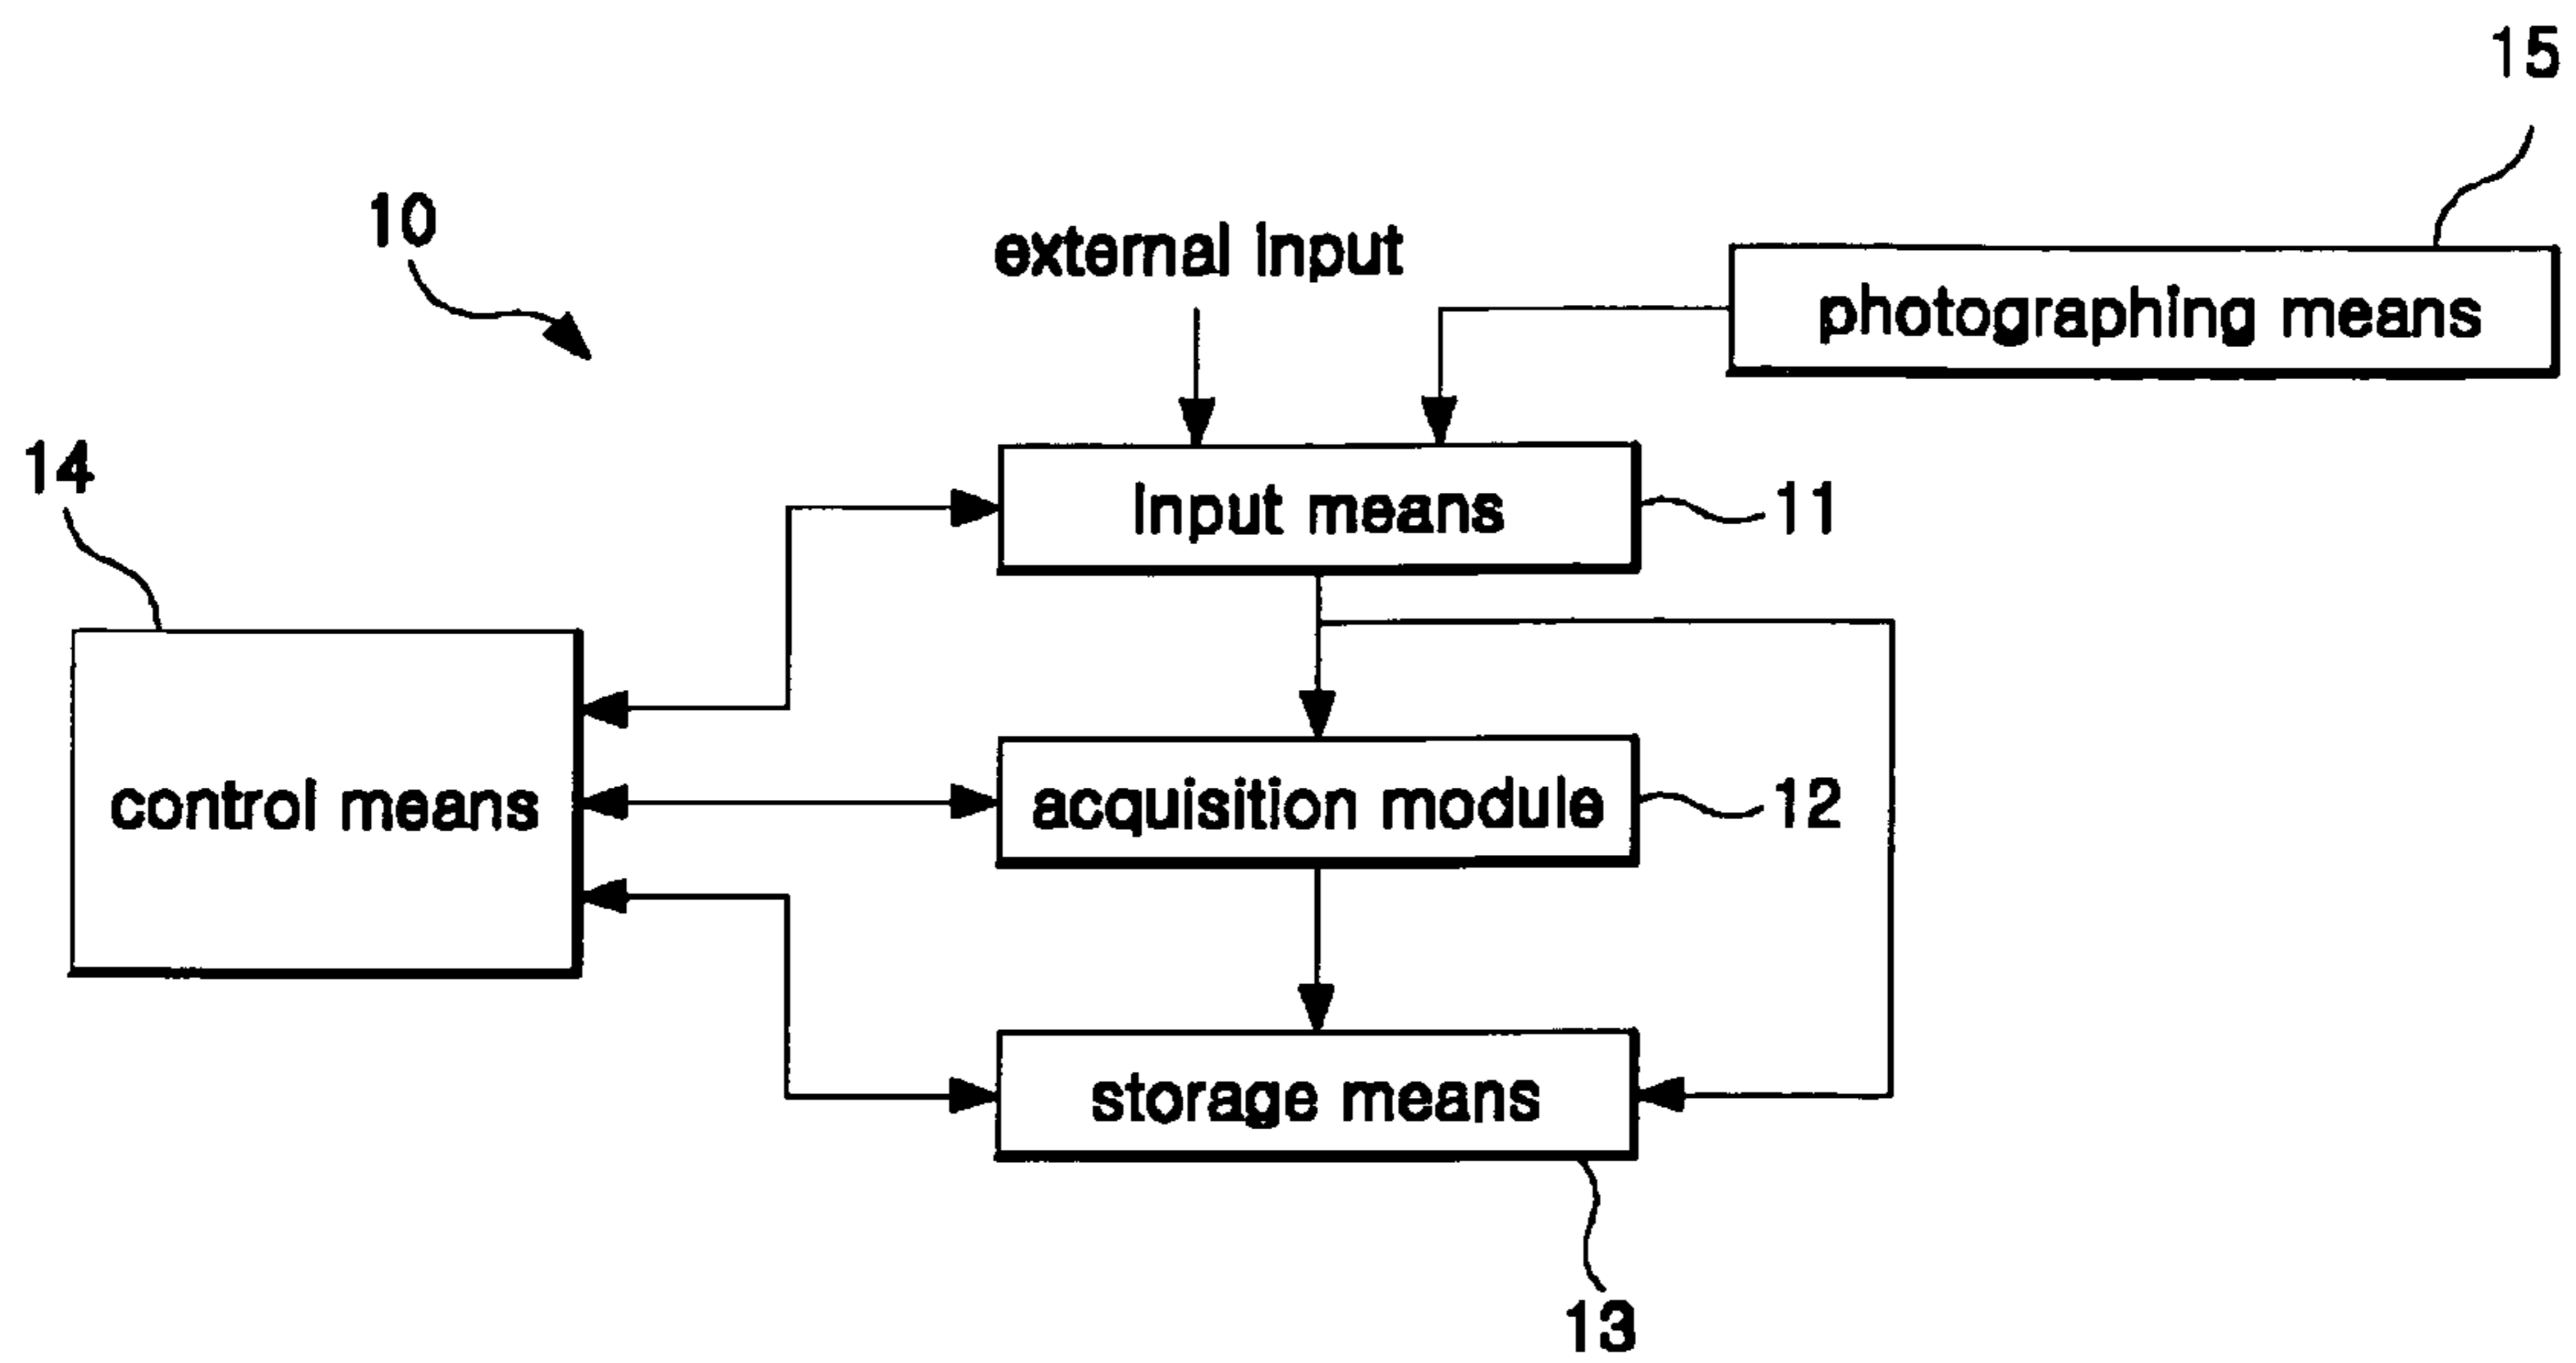 15
10
external input
photographing means
14
input means
11
control means
acquisition module
12
storage means
13